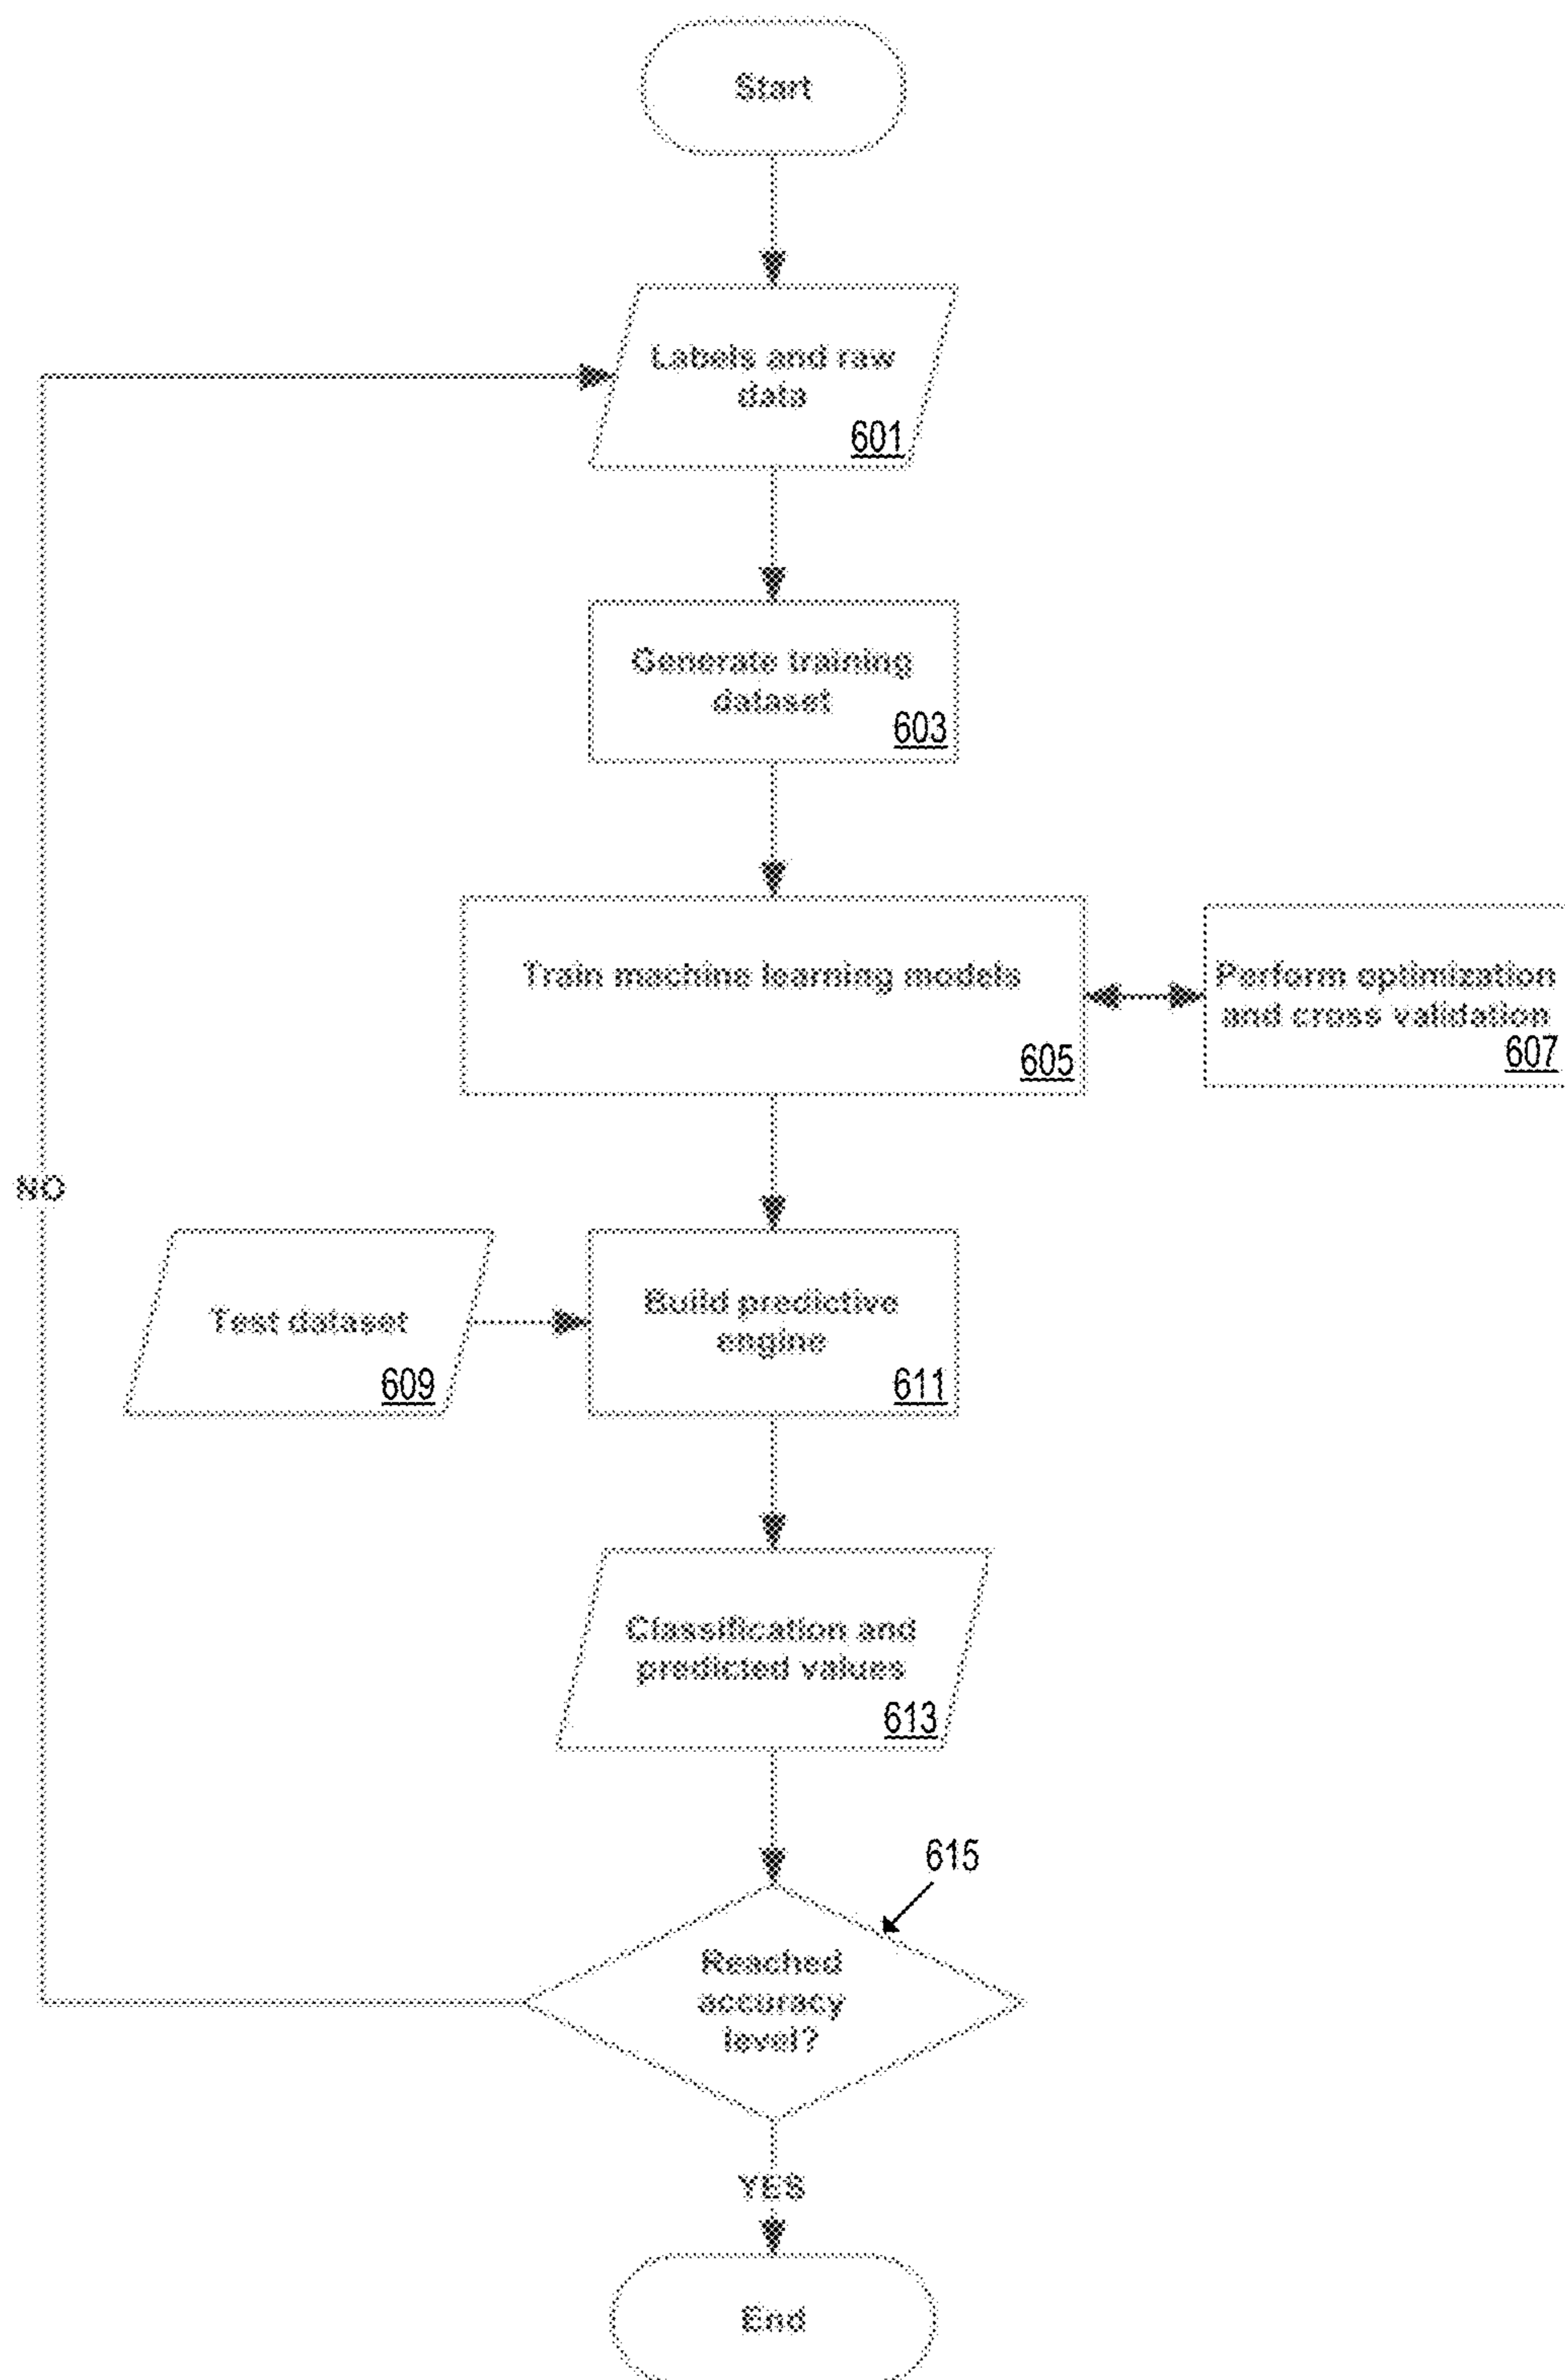 Start
Labels and raw
data
601
Generate training
dataset
603
Train machine learning models
605
Perform optimization
and cross validation
607
NO
Test dataset
609
Build predictive
engine
611
Classification and
predicted values
613
615
Reached
accuracy
level?
YES
End